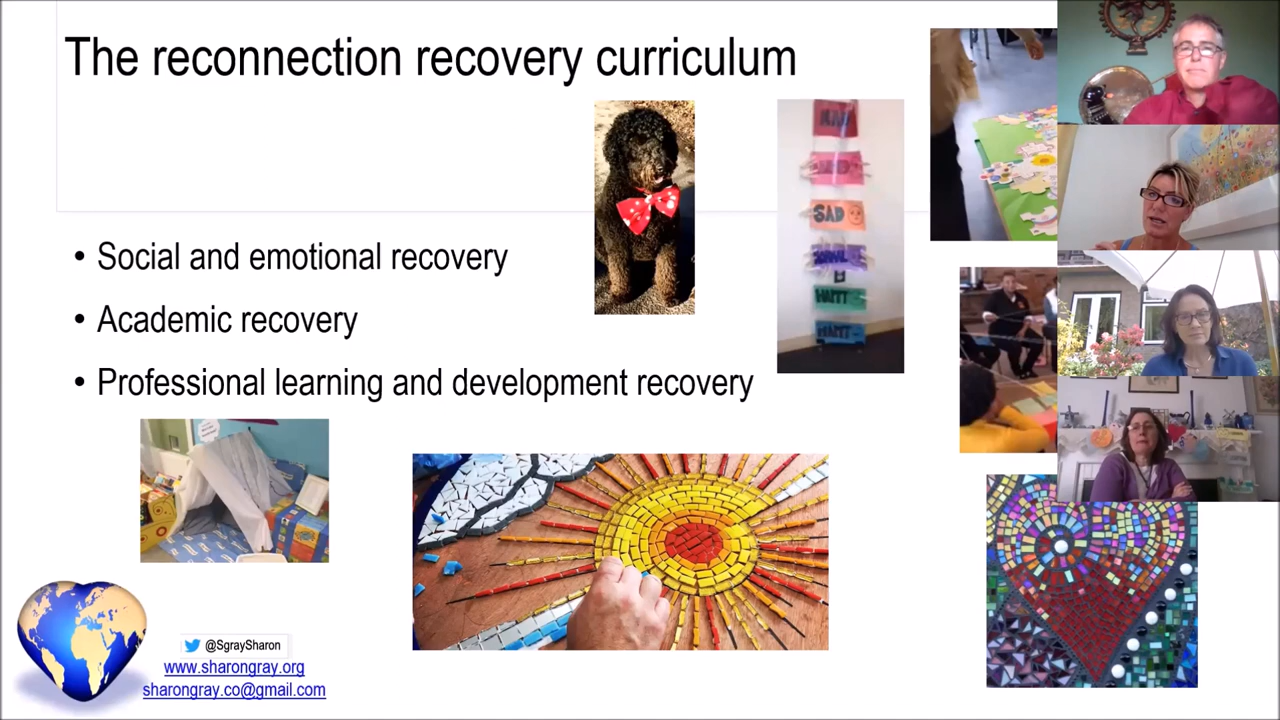 The reconnection recovery curriculum
SAD
• Social and emotional recovery
• Academic recovery
• Professional learning and development recovery
@SgraySharon
www.sharongray.org
sharongray.co@gmail.com